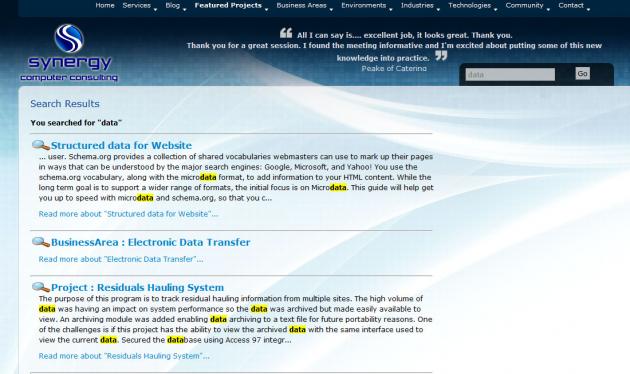 Home Services Blog Featured Projects Business Areas Environments Industries Technologies Community Contact
synergy
computer consulting
“ All I can say is.... excellent job, it looks great. Thank you.
Thank you for a great session. I found the meeting informative and I'm excited about putting some of this new
knowledge into practice. ”
Peake of Catering
data Go
Search Results
You searched for "data"
Structured data for Website
... user. Schema.org provides a collection of shared vocabularies webmasters can use to mark up their pages
in ways that can be understood by the major search engines: Google, Microsoft, and Yahoo! You use the
schema.org vocabulary, along with the microdata format, to add information to your HTML content. While the
long term goal is to support a wider range of formats, the initial focus is on Microdata. This guide will help get
you up to speed with microdata and schema.org, so that you c...
Read more about "Structured data for Website"...
BusinessArea : Electronic Data Transfer
Read more about "Electronic Data Transfer"...
Project : Residuals Hauling System
The purpose of this program is to track residual hauling information from multiple sites. The high volume of
data was having an impact on system performance so the data was archived but made easily available to
view. An archiving module was added enabling data archiving to a text file for future portability reasons. One
of the challenges is if this project has the ability to view the archived data with the same interface used to
view the current data. Secured the database using Access 97 integr...
Read more about "Residuals Hauling System"...